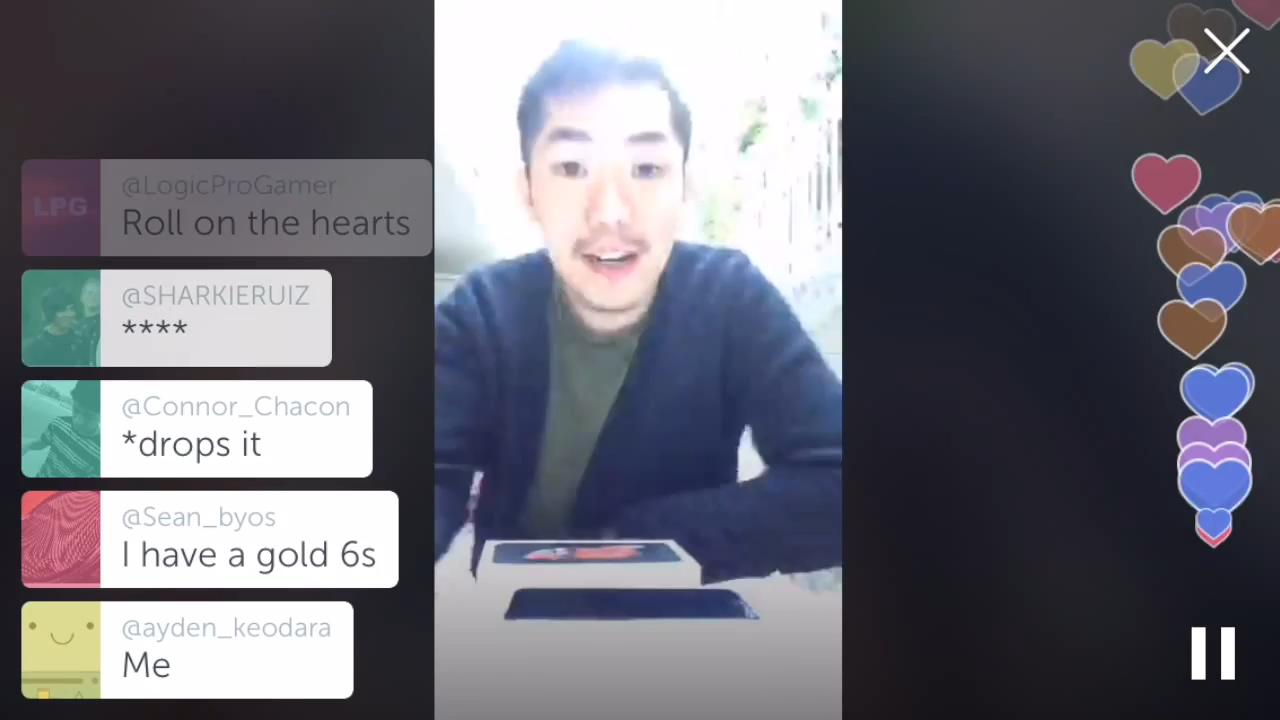 LPG
@LogicProGamer
Roll on the hearts
@SHARKIERUIZ
****
@Connor_Chacon
*drops it
@Sean_byos
I have a gold 6s
@ayden_keodara
Me